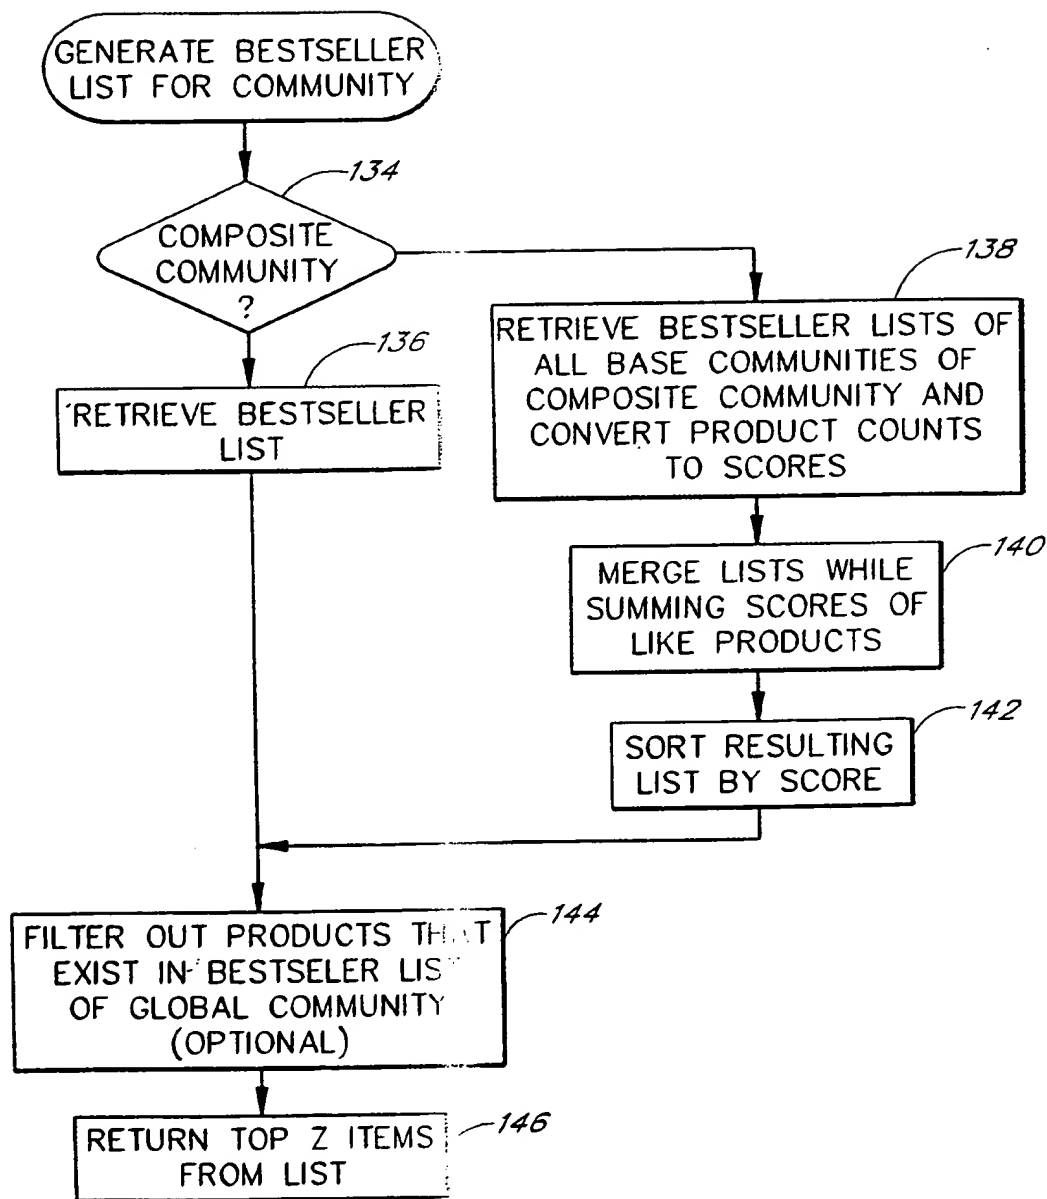 GENERATE BESTSELLER
LIST FOR COMMUNITY
134
COMPOSITE
COMMUNITY
?
136
RETRIEVE BESTSELLER
LIST
138
RETRIEVE BESTSELLER LISTS OF
ALL BASE COMMUNITIES OF
COMPOSITE COMMUNITY AND
CONVERT PRODUCT COUNTS
TO SCORES
140
MERGE LISTS WHILE
SUMMING SCORES OF
LIKE PRODUCTS
142
SORT RESULTING
LIST BY SCORE
144
FILTER OUT PRODUCTS THAT
EXIST IN BESTSELER LIST
OF GLOBAL COMMUNITY
(OPTIONAL)
146
RETURN TOP Z ITEMS
FROM LIST